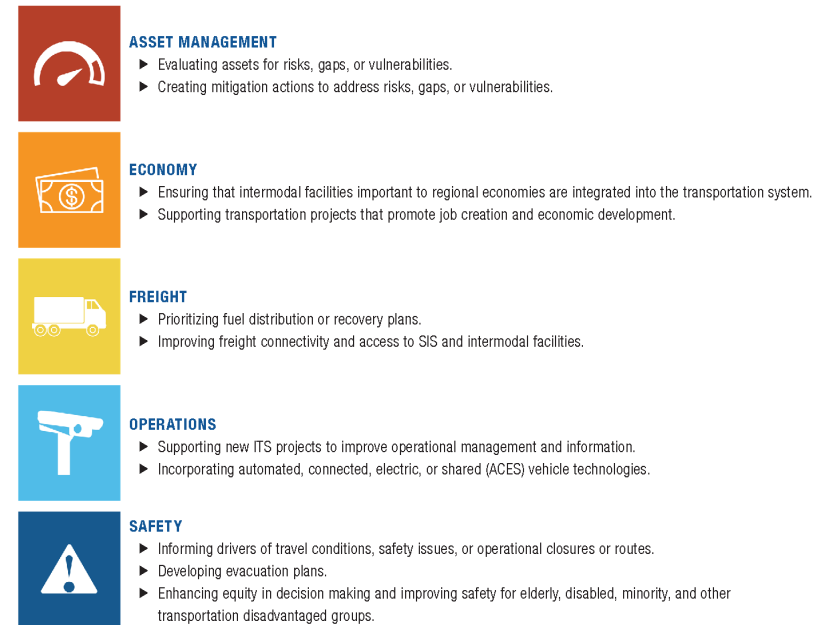 ASSET MANAGEMENT
▶ Evaluating assets for risks, gaps, or vulnerabilities.
▶ Creating mitigation actions to address risks, gaps, or vulnerabilities.
$
ECONOMY
▶ Ensuring that intermodal facilities important to regional economies are integrated into the transportation system.
▶ Supporting transportation projects that promote job creation and economic development.
FREIGHT
▶ Prioritizing fuel distribution or recovery plans.
▶ Improving freight connectivity and access to SIS and intermodal facilities.
OPERATIONS
▶ Supporting new ITS projects to improve operational management and information.
▶ Incorporating automated, connected, electric, or shared (ACES) vehicle technologies.
!
SAFETY
▶ Informing drivers of travel conditions, safety issues, or operational closures or routes.
▶ Developing evacuation plans.
▶ Enhancing equity in decision making and improving safety for elderly, disabled, minority, and other
transportation disadvantaged groups.